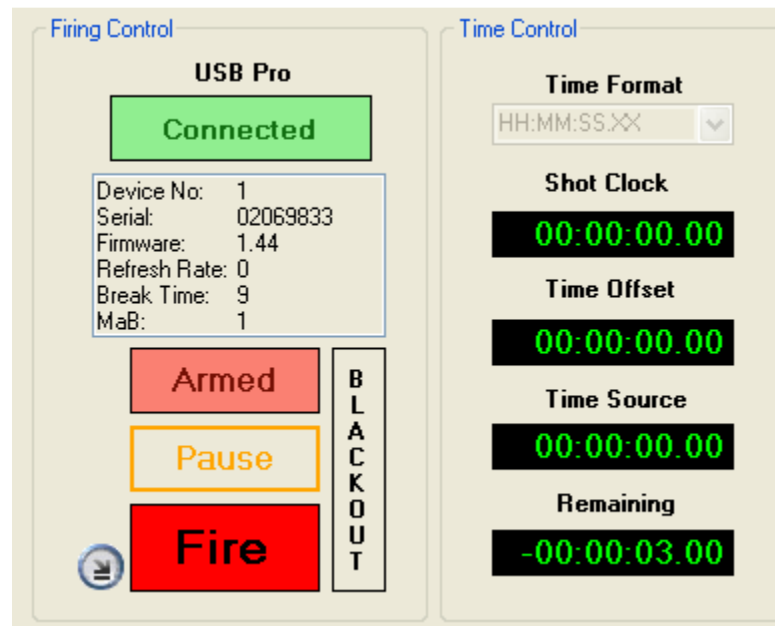 Firing Control
USB Pro
Connected
Device No: 1
Serial: 02069833
Firmware: 1.44
Refresh Rate: 0
Break Time: 9
MaB: 1
Armed
Pause
Fire
BLACKOUT
Time Control
Time Format
HH:MM:SS.XX
Shot Clock
00:00:00.00
Time Offset
00:00:00.00
Time Source
00:00:00.00
Remaining
-00:00:03.00